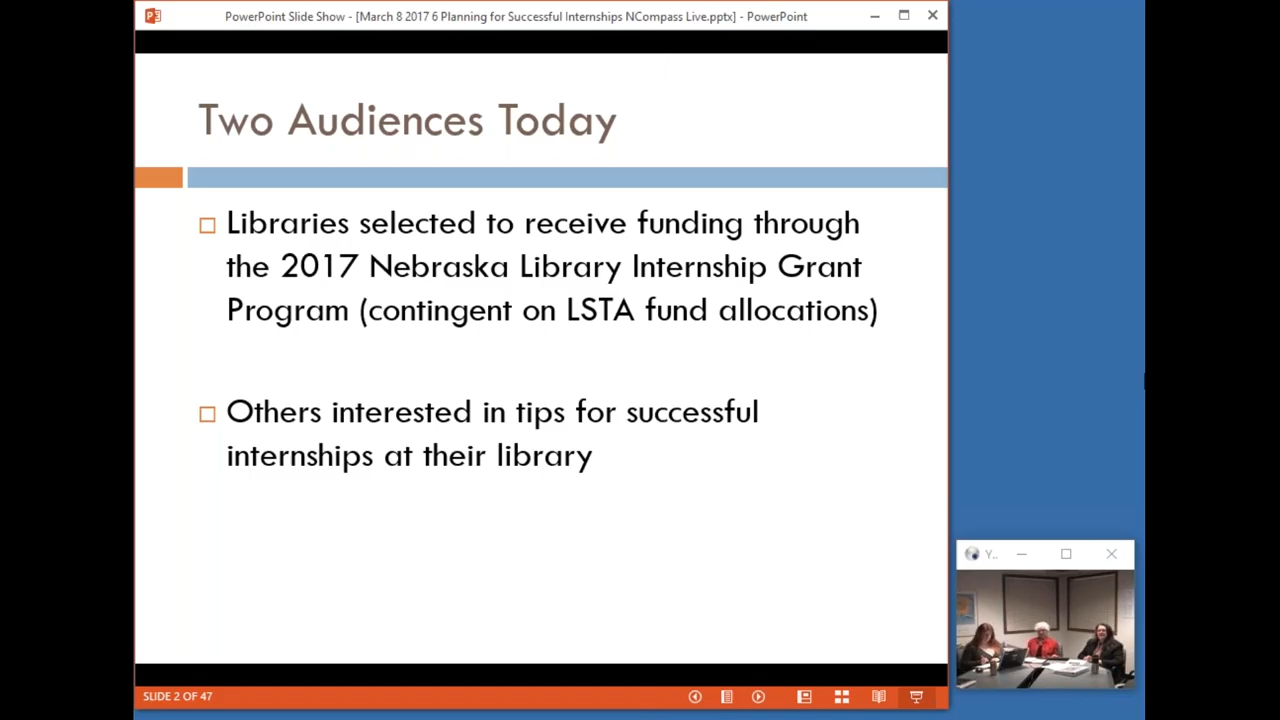 PowerPoint Slide Show - [March 8 2017 6 Planning for Successful Internships NCompass Live.pptx] - PowerPoint
Two Audiences Today
Libraries selected to receive funding through
the 2017 Nebraska Library Internship Grant
Program (contingent on LSTA fund allocations)
Others interested in tips for successful
internships at their library
Y..
SLIDE 2 OF 47